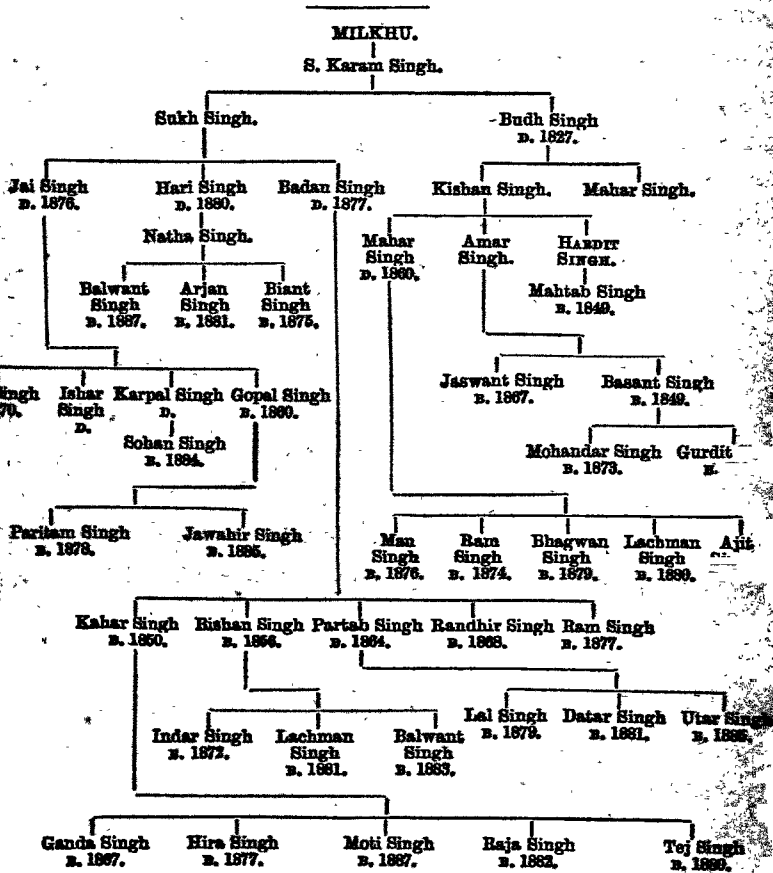 MILKHU.
S. Karam Singh.
Sukh Singh.
Budh Singh
D. 1827.
Jai Singh
D. 1876.
Hari Singh
D. 1880.
Badan Singh
D. 1877.
Kishan Singh.
Mahar Singh.
Natha Singh.
Mahar
Singh
D. 1860.
Amar
Singh.
HARDIT
SINGH.
Balwant
Singh
B. 1887.
Arjan
Singh
B. 1881.
Biant
Singh
B. 1875.
Mahtab Singh
B. 1849.
Jaswant Singh
B. 1867.
Basant Singh
B. 1849.
Singh
Ishar
Singh
D.
Karpal Singh
D.
Gopal Singh
B. 1860.
Sohan Singh
B. 1884.
Mohandar Singh
B. 1873.
Gurdit
B.
Paritam Singh
B. 1878.
Jawahir Singh
B. 1885.
Man
Singh
B. 1876.
Ram
Singh
B. 1874.
Bhagwan
Singh
B. 1879.
Lachman
Singh
B. 1880.
Ajit
Kahar Singh
B. 1850.
Bishan Singh
B. 1856.
Partab Singh
B. 1864.
Randhir Singh
B. 1868.
Ram Singh
B. 1877.
Indar Singh
B. 1872.
Lachman
Singh
B. 1881.
Balwant
Singh
B. 1883.
Lal Singh
B. 1879.
Datar Singh
B. 1881.
Utar Singh
B.
Ganda Singh
B. 1867.
Hira Singh
B. 1877.
Moti Singh
B. 1887.
Raja Singh
B. 1882.
Tej Singh
B.